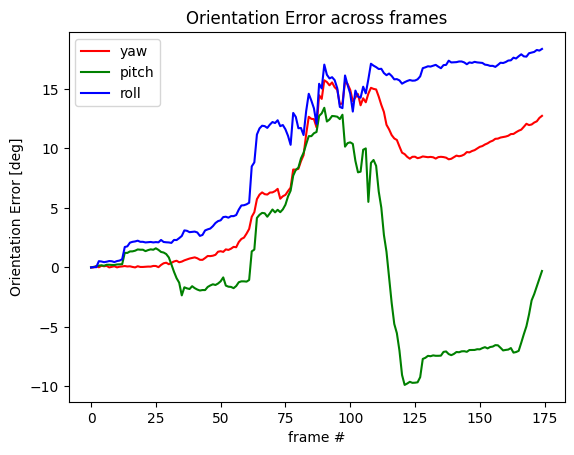 Orientation Error across frames
yaw
pitch
roll
Orientation Error [deg]
15
10
5
0
−5
−10
0 25 50 75 100 125 150 175
frame #